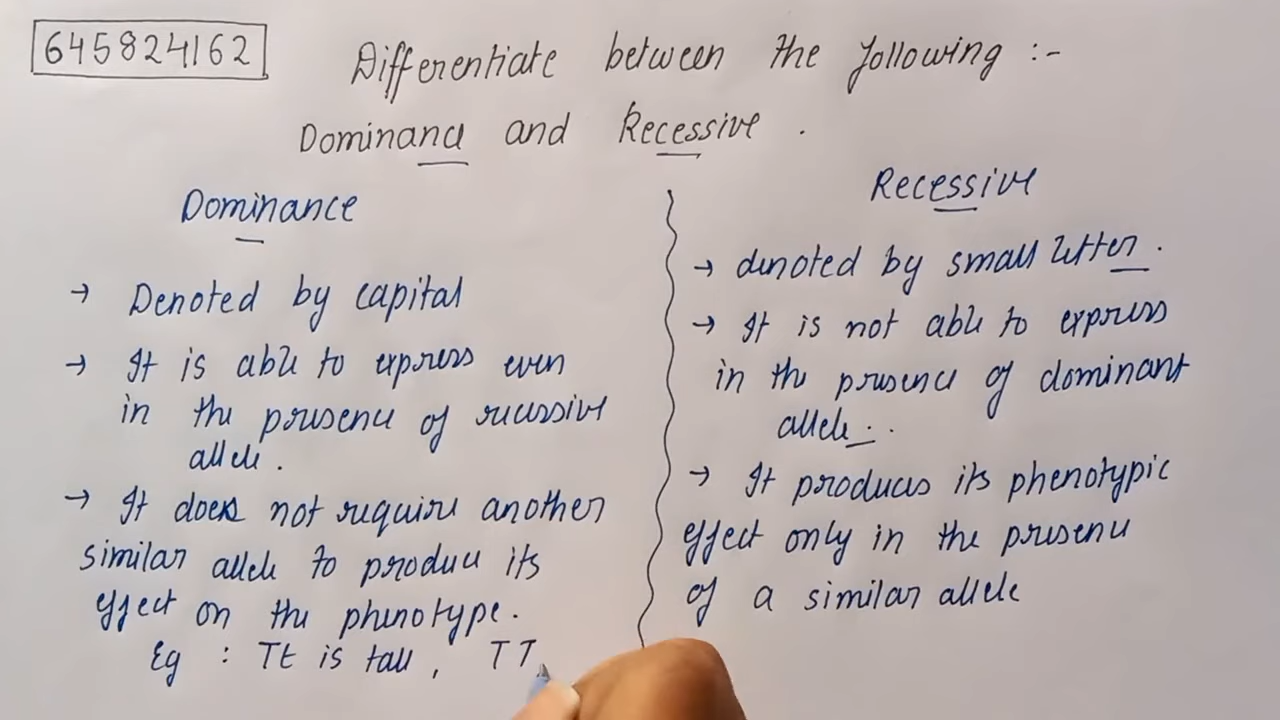 645824162
Differentiate between the following :-
Dominance and Recessive .
Dominance
→ Denoted by capital
→ It is able to express even
in the presence of recessive
allele.
→ It does not require another
similar allele to produce its
effect on the phenotype.
Eg : Tt is tall, TT
Recessive
→ denoted by small letter.
→ It is not able to express
in the presence of dominant
allele..
→ It produces its phenotypic
effect only in the presence
of a similar allele